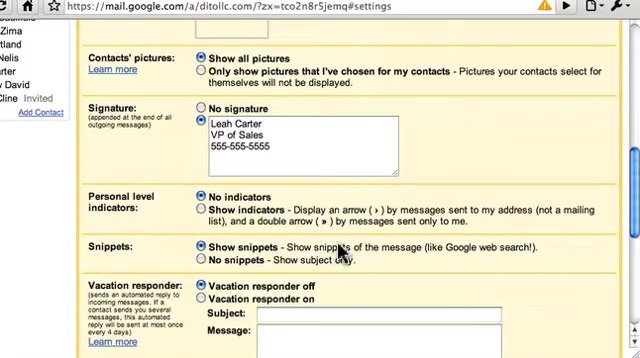 https://mail.google.com/a/ditollc.com/?zx=tco2n8r5jemq#settings
Zima
tland
Nelis
arter
v David
Cline Invited
Add Contact
Contacts' pictures:
Learn more
Show all pictures
Only show pictures that I've chosen for my contacts - Pictures your contacts select for
themselves will not be displayed.
Signature:
(appended at the end of all
outgoing messages)
No signature
Leah Carter
VP of Sales
555-555-5555
Personal level
indicators:
No indicators
Show indicators - Display an arrow ( › ) by messages sent to my address (not a mailing
list), and a double arrow ( » ) by messages sent only to me.
Snippets:
Show snippets - Show snippets of the message (like Google web search!).
No snippets - Show subject only.
Vacation responder:
(sends an automated reply to
incoming messages. If a
contact sends you several
messages, this automated
reply will be sent at most once
every 4 days)
Learn more
Vacation responder off
Vacation responder on
Subject:
Message: